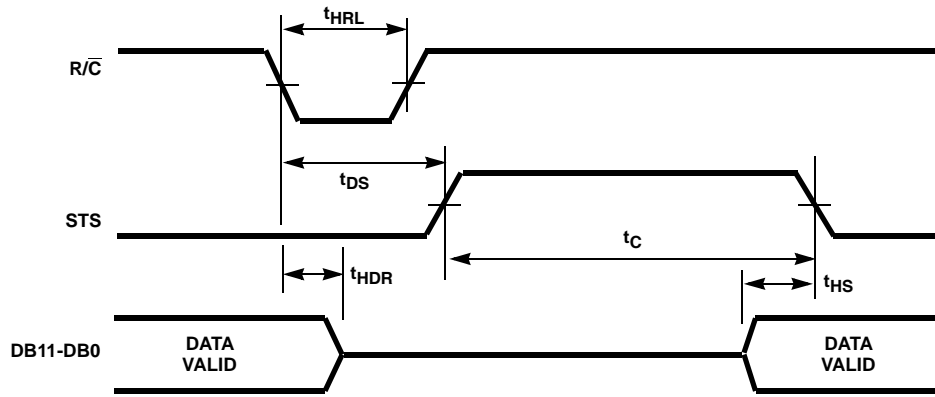 tHRL
R/C̅
tDS
STS
tC
tHDR
tHS
DB11-DB0
DATA
VALID
DATA
VALID